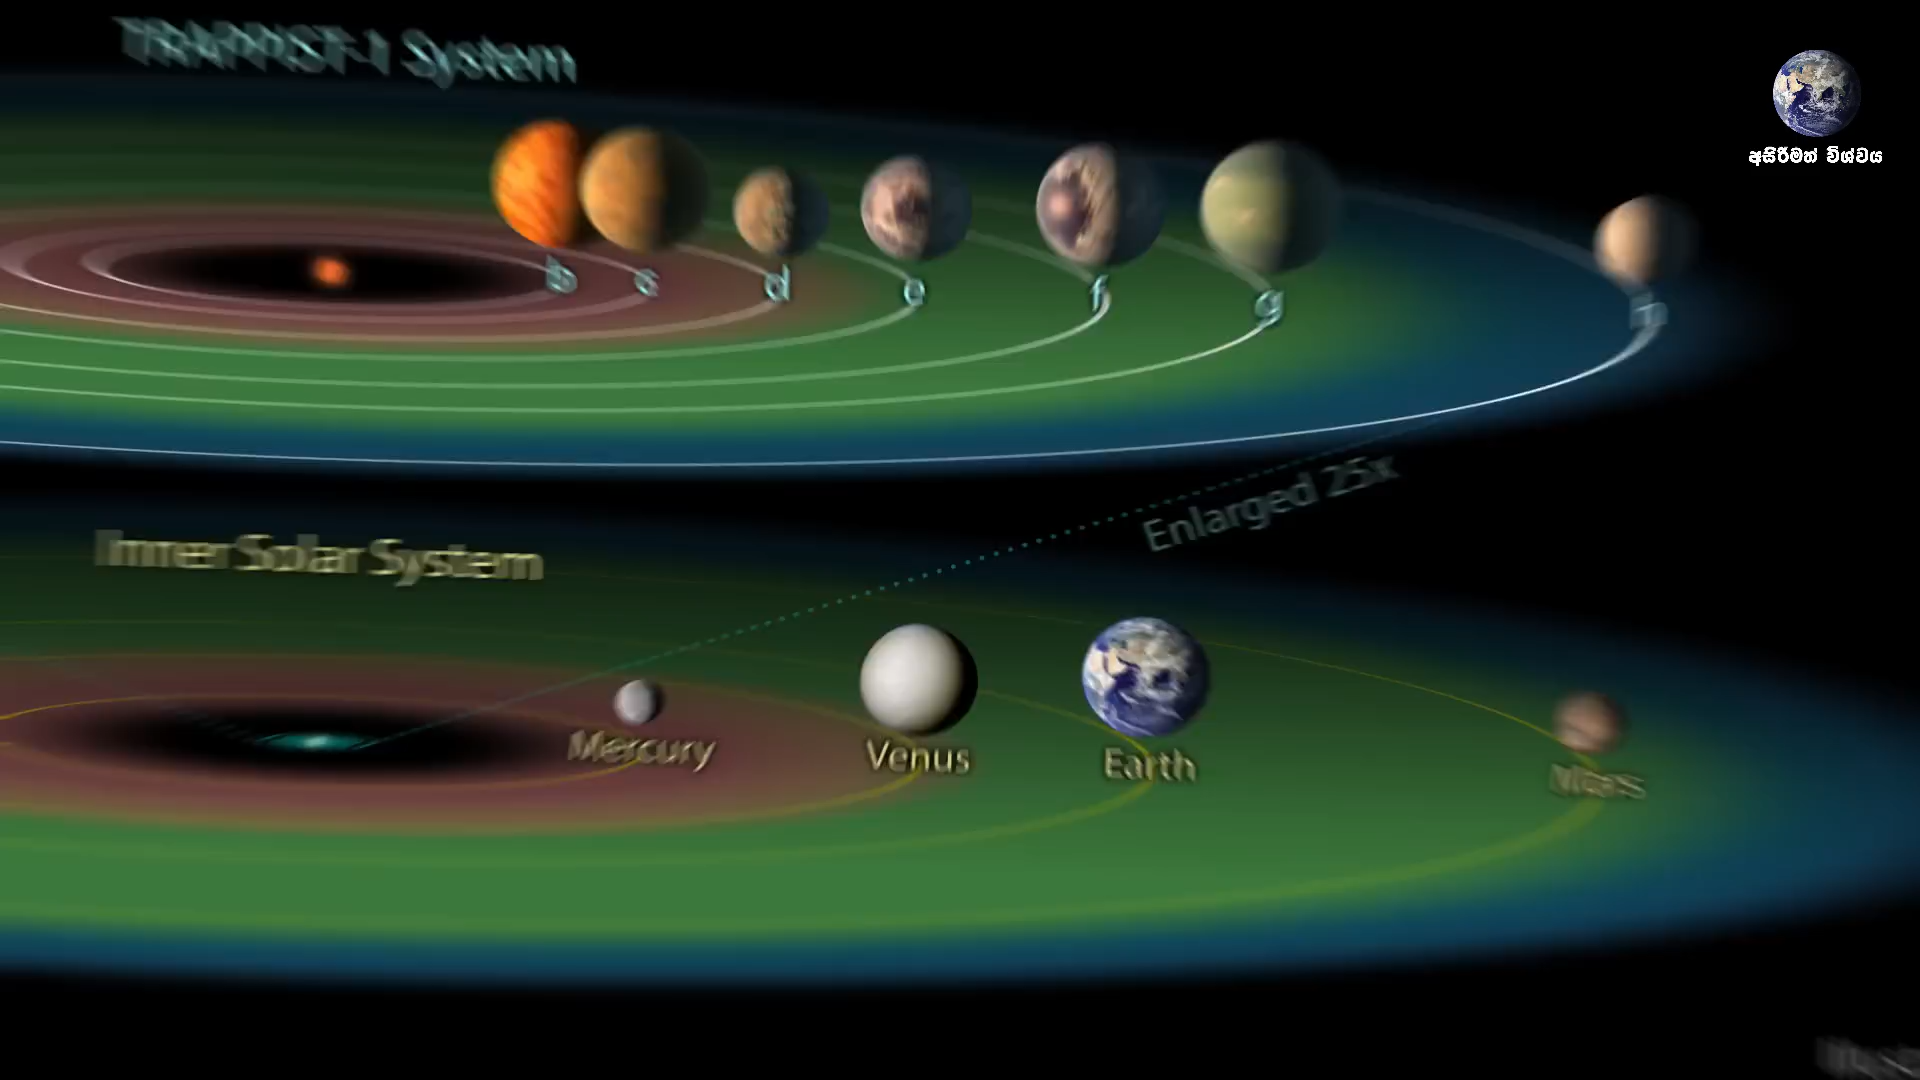 TRAPPIST-1 System
අසිරිමත් විශ්වය
b c d e f g h
Enlarged 25x
Inner Solar System
Mercury Venus Earth Mars